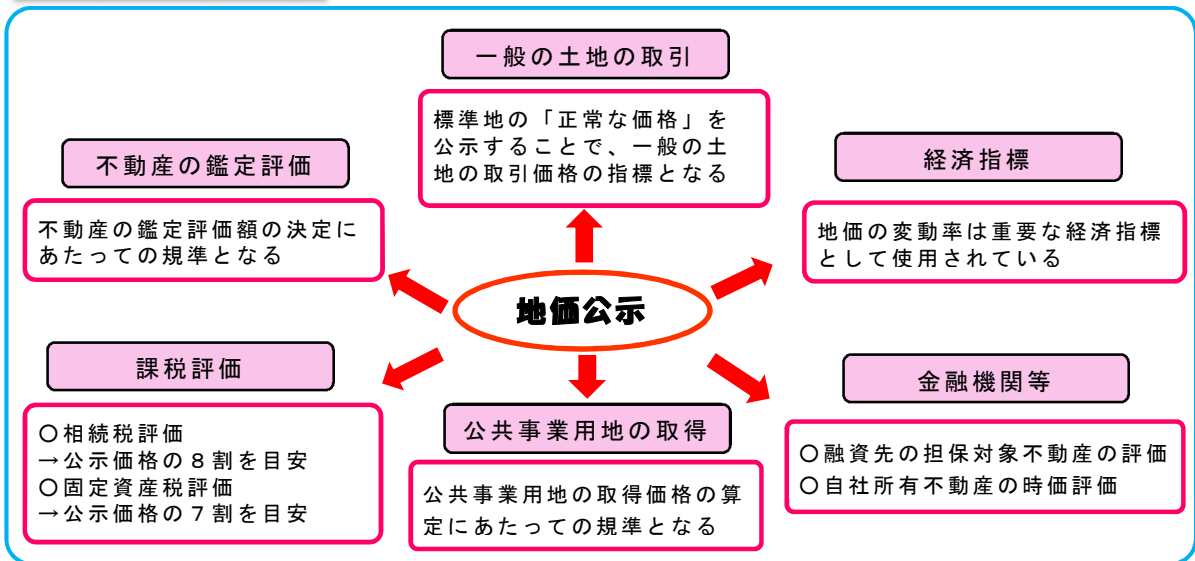 一般の土地の取引
標準地の「正常な価格」を
公示することで、一般の土
地の取引価格の指標となる
不動産の鑑定評価
不動産の鑑定評価額の決定に
あたっての規準となる
経済指標
地価の変動率は重要な経済指標
として使用されている
地価公示
課税評価
〇相続税評価
→公示価格の８割を目安
〇固定資産税評価
→公示価格の７割を目安
公共事業用地の取得
公共事業用地の取得価格の算
定にあたっての規準となる
金融機関等
〇融資先の担保対象不動産の評価
〇自社所有不動産の時価評価